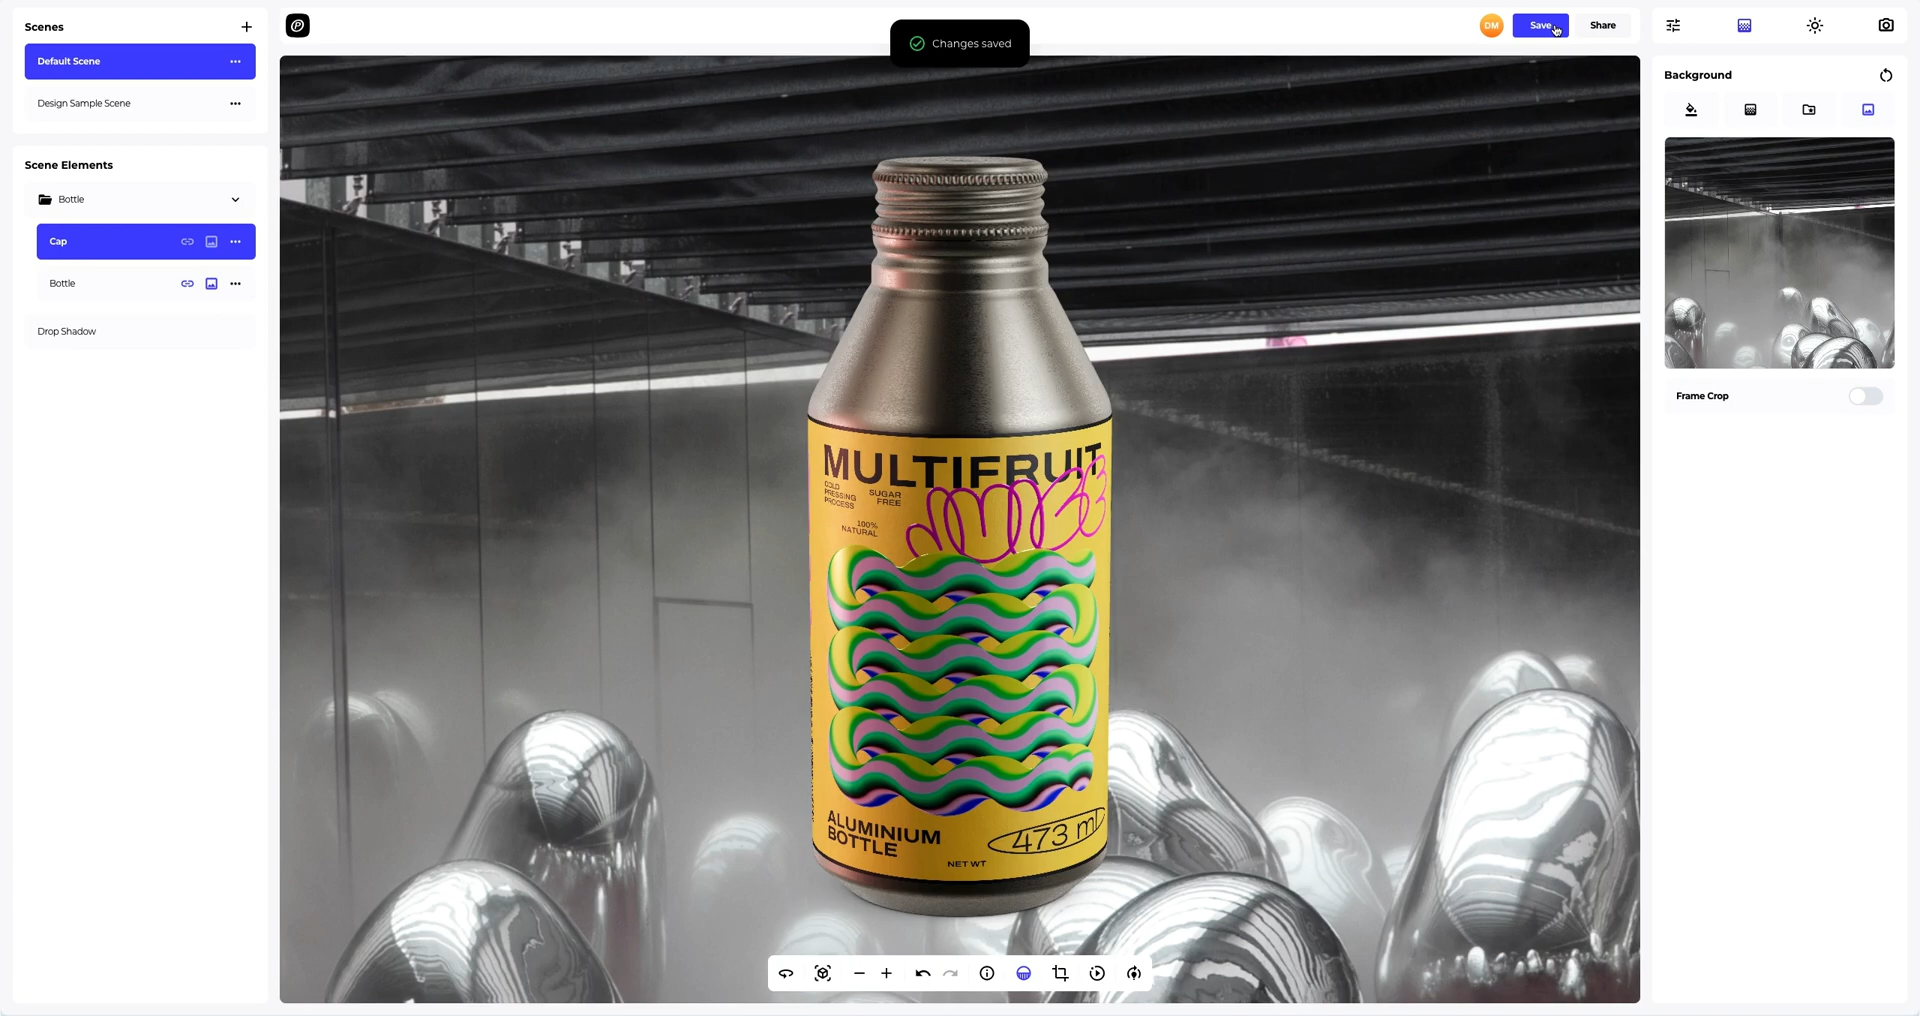 Scenes
Default Scene
Design Sample Scene
Scene Elements
Bottle
Cap
Bottle
Drop Shadow
DM
Save
Share
Changes saved
MULTIFRUIT
COLD
PRESSING
PROCESS
SUGAR
FREE
100%
NATURAL
ALUMINIUM
BOTTLE
473 ml
NET WT
Background
Frame Crop